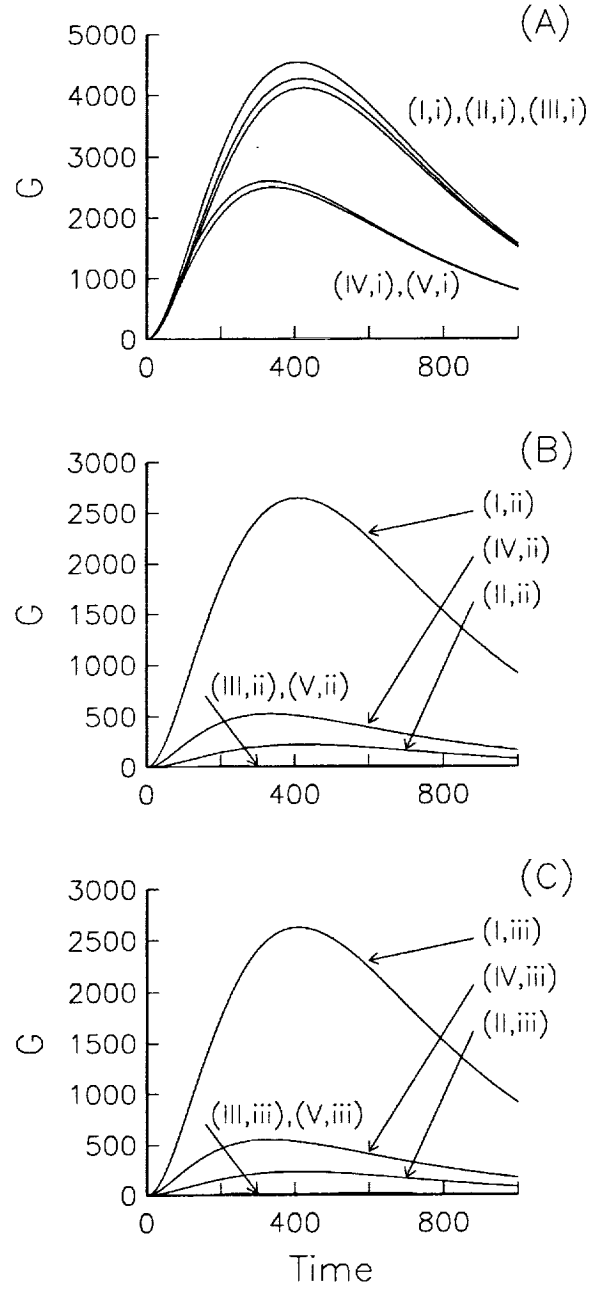 (A)
5000
4000
3000
2000
1000
0
G
(I,i),(II,i),(III,i)
(IV,i),(V,i)
0 400 800
(B)
3000
2500
2000
1500
1000
500
0
G
(I,ii)
(IV,ii)
(II,ii)
(III,ii),(V,ii)
0 400 800
(C)
3000
2500
2000
1500
1000
500
0
G
(I,iii)
(IV,iii)
(II,iii)
(III,iii),(V,iii)
0 400 800
Time